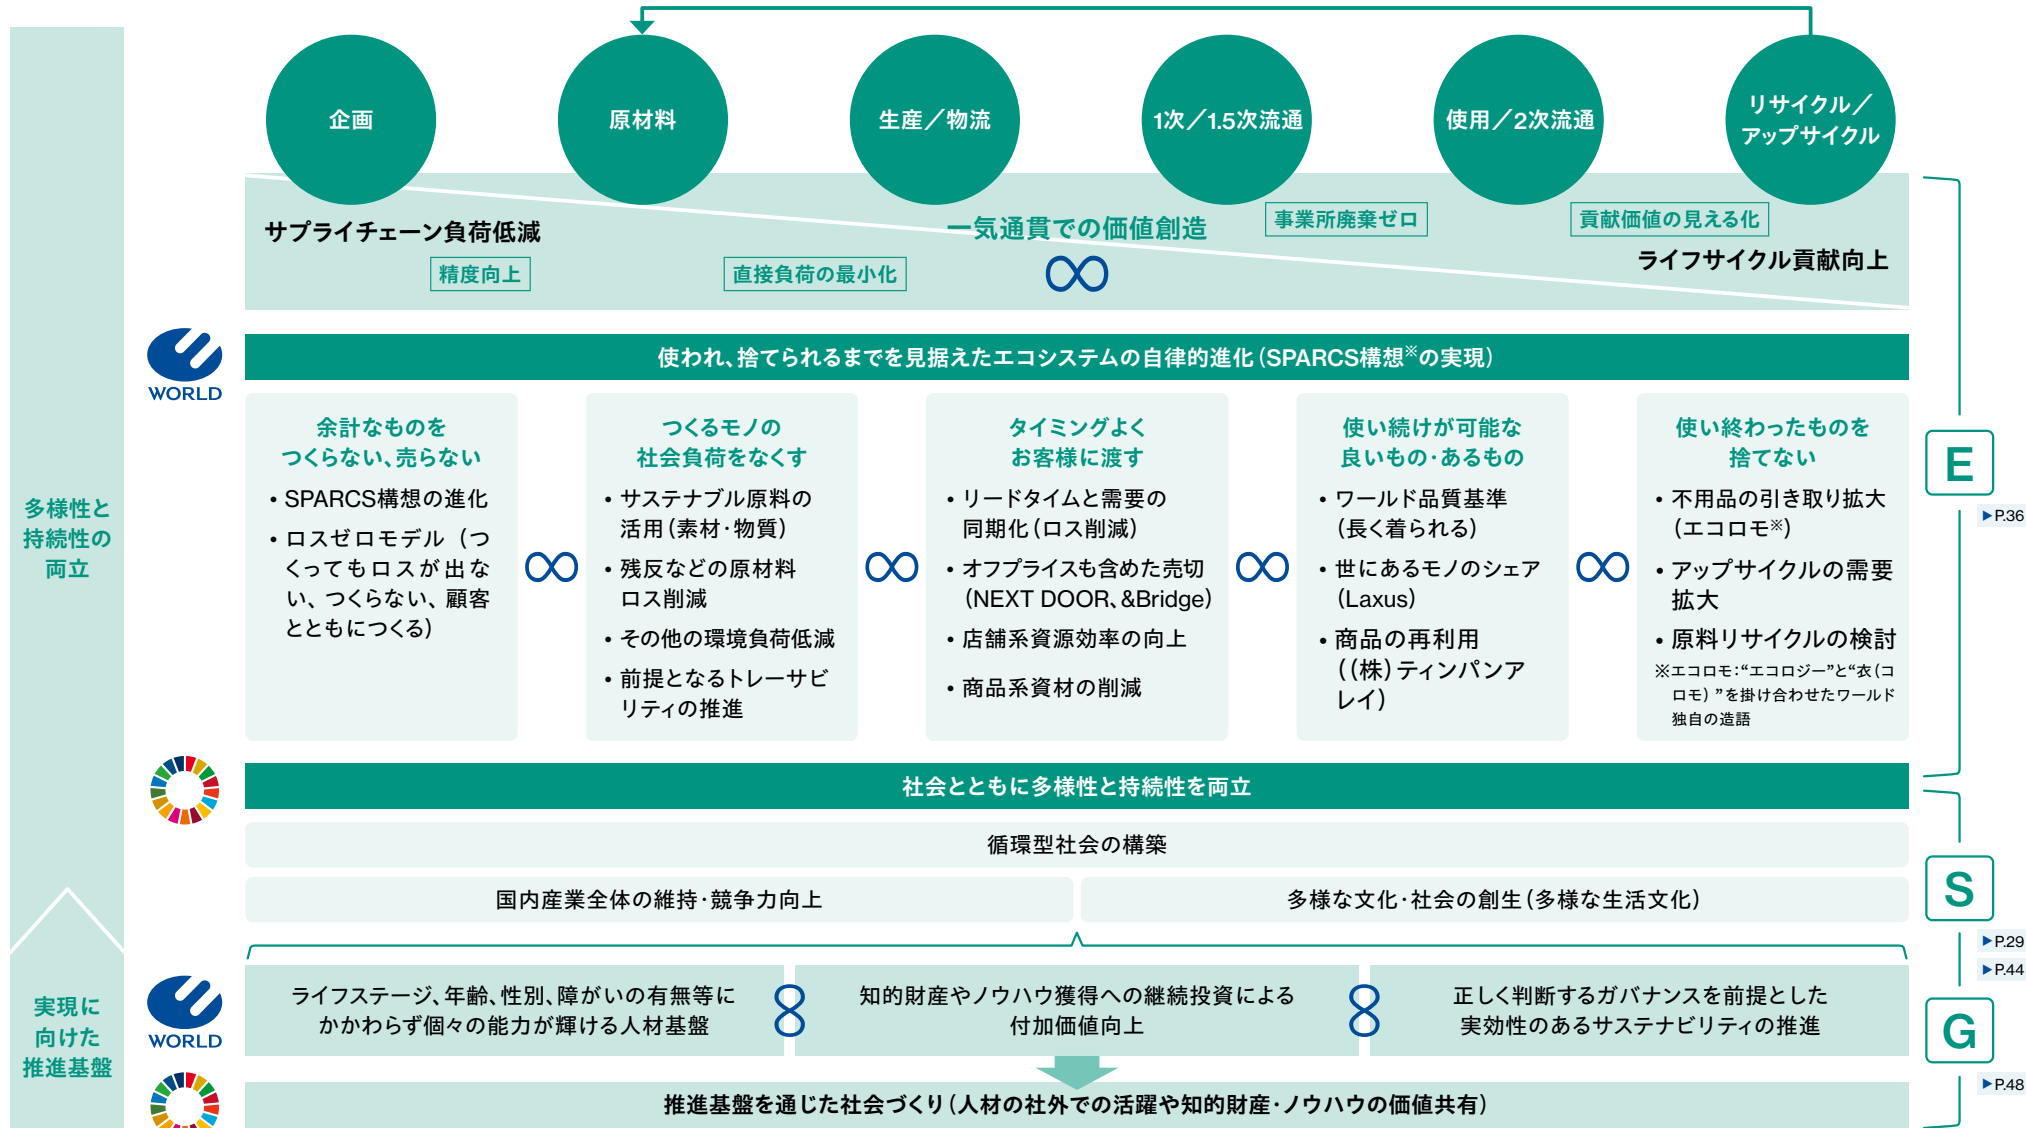 企画
原材料
生産／物流
1次／1.5次流通
使用／2次流通
リサイクル／
アップサイクル
サプライチェーン負荷低減
一気通貫での価値創造
事業所廃棄ゼロ
貢献価値の見える化
精度向上
直接負荷の最小化
ライフサイクル貢献向上
WORLD
使われ、捨てられるまでを見据えたエコシステムの自律的進化（SPARCS構想※の実現）
多様性と
持続性の
両立
余計なものを
つくらない、売らない
• SPARCS構想の進化
• ロスゼロモデル（つ
くってもロスが出な
い、つくらない、顧客
とともにつくる）
つくるモノの
社会負荷をなくす
• サステナブル原料の
活用（素材・物質）
• 残反などの原材料
ロス削減
• その他の環境負荷低減
• 前提となるトレーサビ
リティの推進
タイミングよく
お客様に渡す
• リードタイムと需要の
同期化（ロス削減）
• オフプライスも含めた売切
（NEXT DOOR、&Bridge）
• 店舗系資源効率の向上
• 商品系資材の削減
使い続けが可能な
良いもの・あるもの
• ワールド品質基準
（長く着られる）
• 世にあるモノのシェア
（Laxus）
• 商品の再利用
（（株）ティンパンア
レイ）
使い終わったものを
捨てない
• 不用品の引き取り拡大
（エコロモ※）
• アップサイクルの需要
拡大
• 原料リサイクルの検討
※エコロモ：“エコロジー”と“衣（コ
ロモ）”を掛け合わせたワールド
独自の造語
E
▶P.36
社会とともに多様性と持続性を両立
循環型社会の構築
国内産業全体の維持・競争力向上
多様な文化・社会の創生（多様な生活文化）
S
▶P.29
▶P.44
実現に
向けた
推進基盤
WORLD
ライフステージ、年齢、性別、障がいの有無等に
かかわらず個々の能力が輝ける人材基盤
知的財産やノウハウ獲得への継続投資による
付加価値向上
正しく判断するガバナンスを前提とした
実効性のあるサステナビリティの推進
G
▶P.48
推進基盤を通じた社会づくり（人材の社外での活躍や知的財産・ノウハウの価値共有）